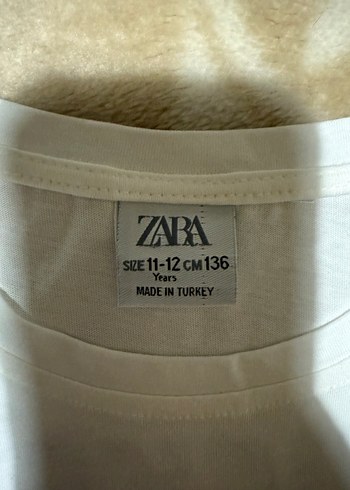 ZARA
SIZE 11-12 CM 136
Years
MADE IN TURKEY